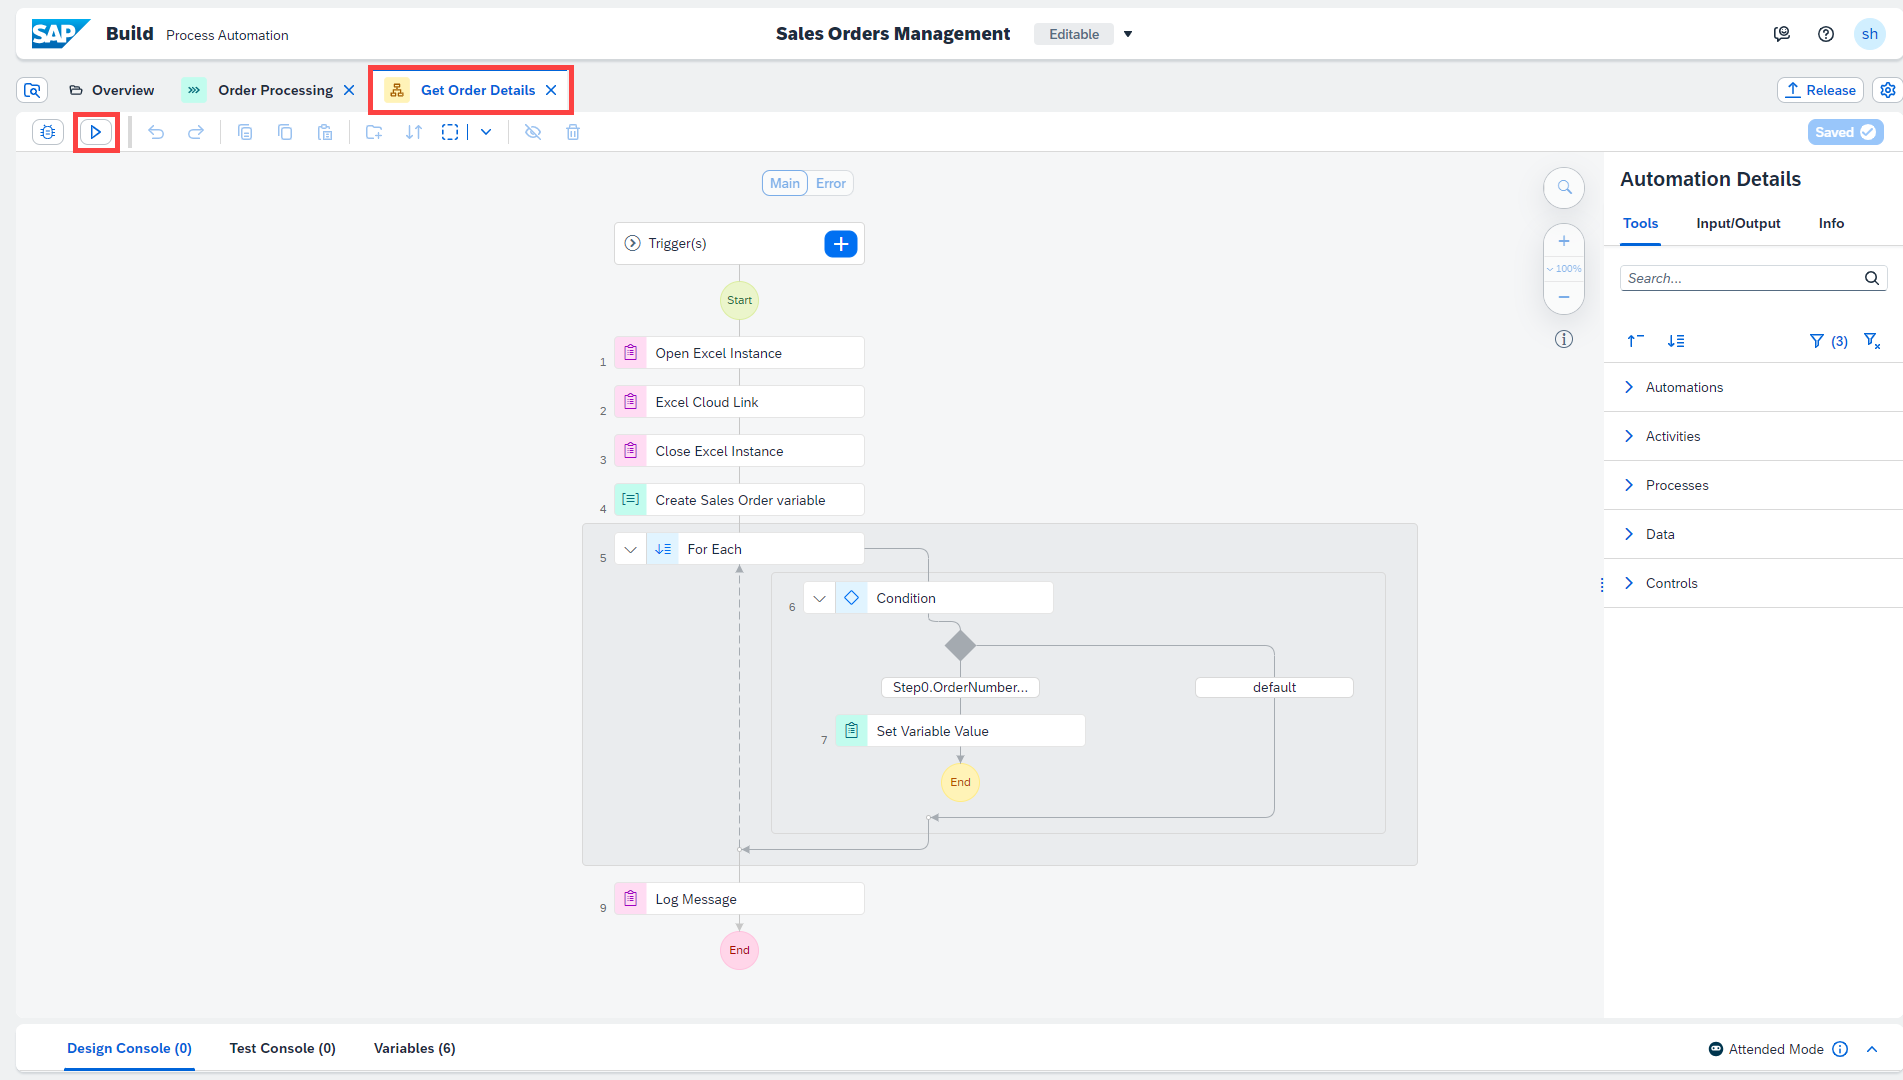 SAP Build Process Automation
Sales Orders Management Editable
sh
Overview Order Processing Get Order Details Release
Saved
Main Error
Trigger(s)
Start
1 Open Excel Instance
2 Excel Cloud Link
3 Close Excel Instance
4 Create Sales Order variable
5 For Each
6 Condition
Step0.OrderNumber... default
7 Set Variable Value
End
9 Log Message
End
100%
Automation Details
Tools Input/Output Info
Search...
(3)
Automations
Activities
Processes
Data
Controls
Design Console (0) Test Console (0) Variables (6) Attended Mode